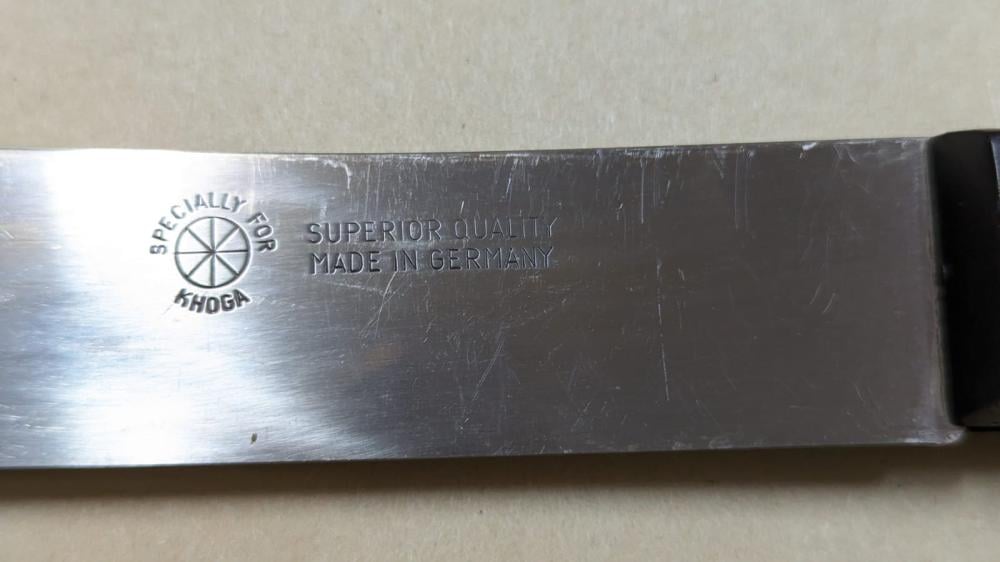 SPECIALLY FOR
KHOGA
SUPERIOR QUALITY
MADE IN GERMANY